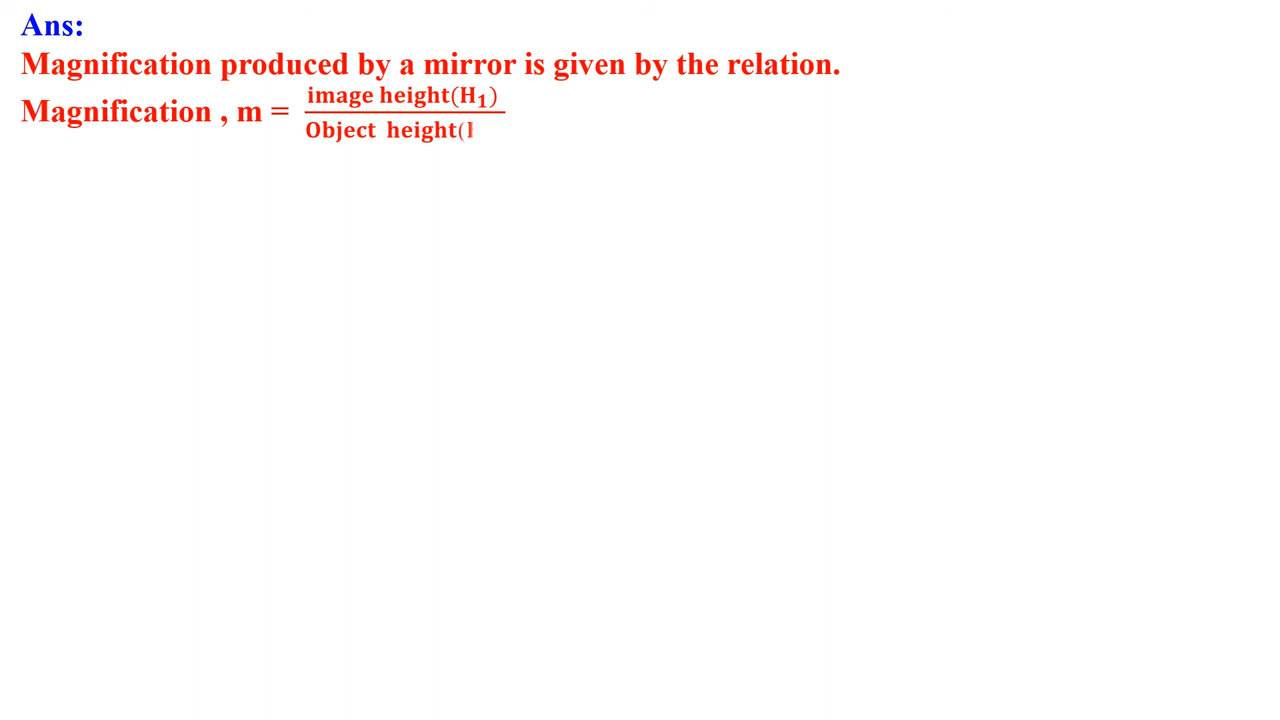 Ans:
Magnification produced by a mirror is given by the relation.
Magnification , m = image height(H₁)
Object height(